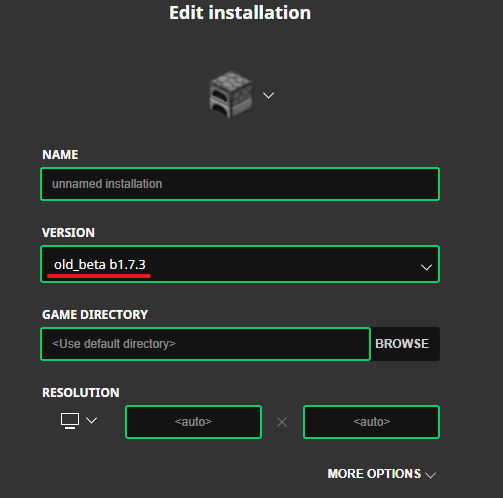 Edit installation
NAME
unnamed installation
VERSION
old_beta b1.7.3
GAME DIRECTORY
<Use default directory> BROWSE
RESOLUTION
<auto> <auto>
MORE OPTIONS